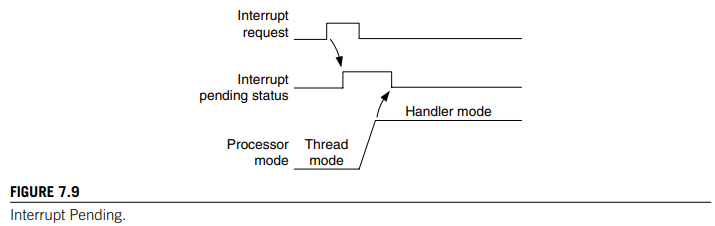 Interrupt
request
Interrupt
pending status
Handler mode
Processor
mode
Thread
mode
FIGURE 7.9
Interrupt Pending.